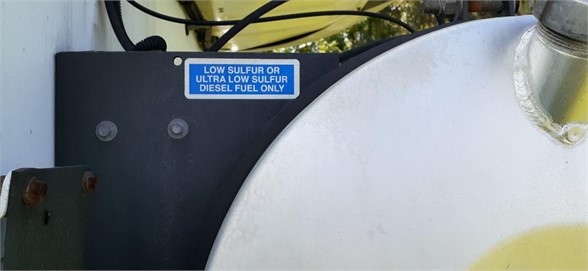 LOW SULFUR OR
ULTRA LOW SULFUR
DIESEL FUEL ONLY